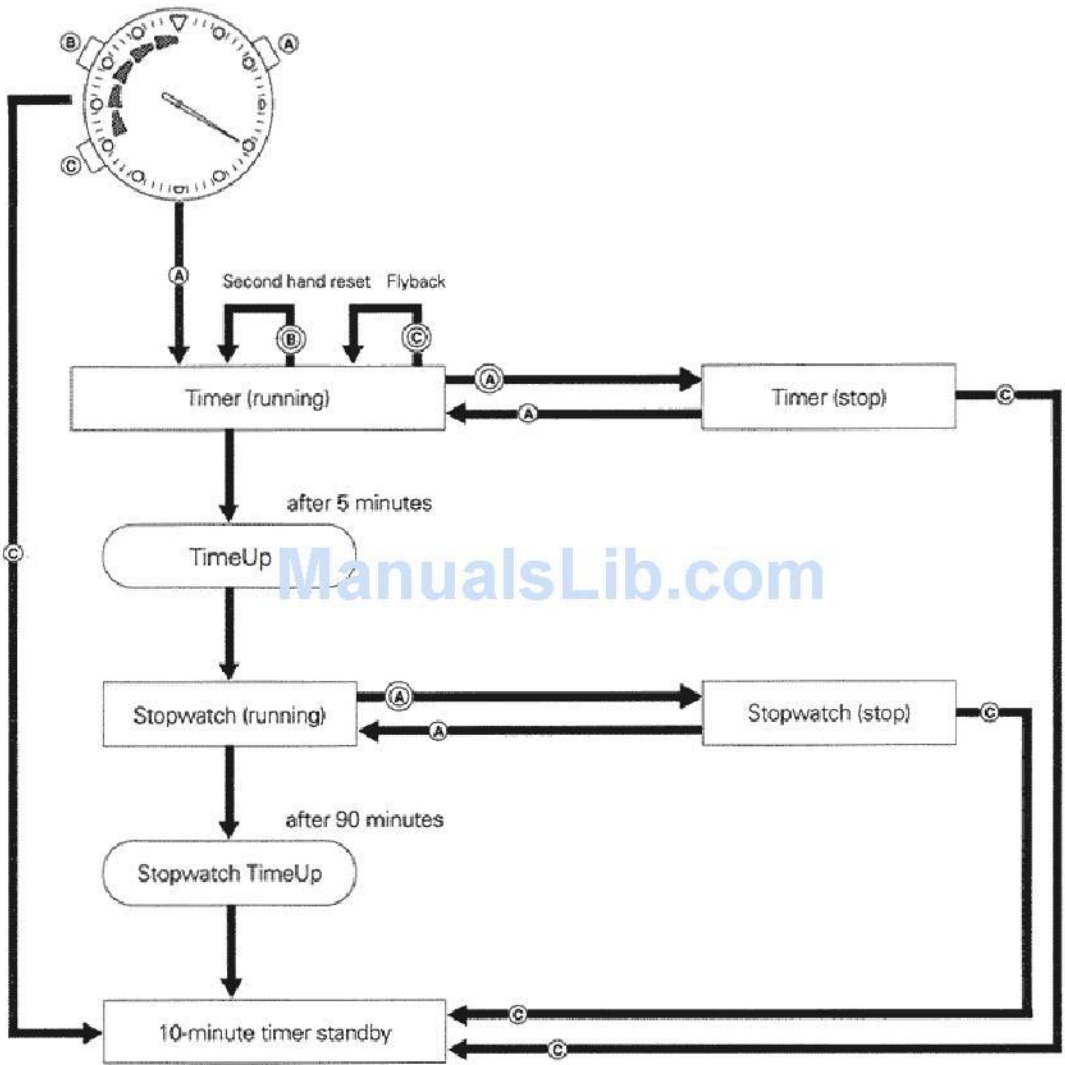 B
A
C
A
Second hand reset Flyback
B
C
Timer (running)
A
A
Timer (stop)
C
after 5 minutes
TimeUp
C
ManualsLib.com
Stopwatch (running)
A
A
Stopwatch (stop)
C
after 90 minutes
Stopwatch TimeUp
10-minute timer standby
C
C